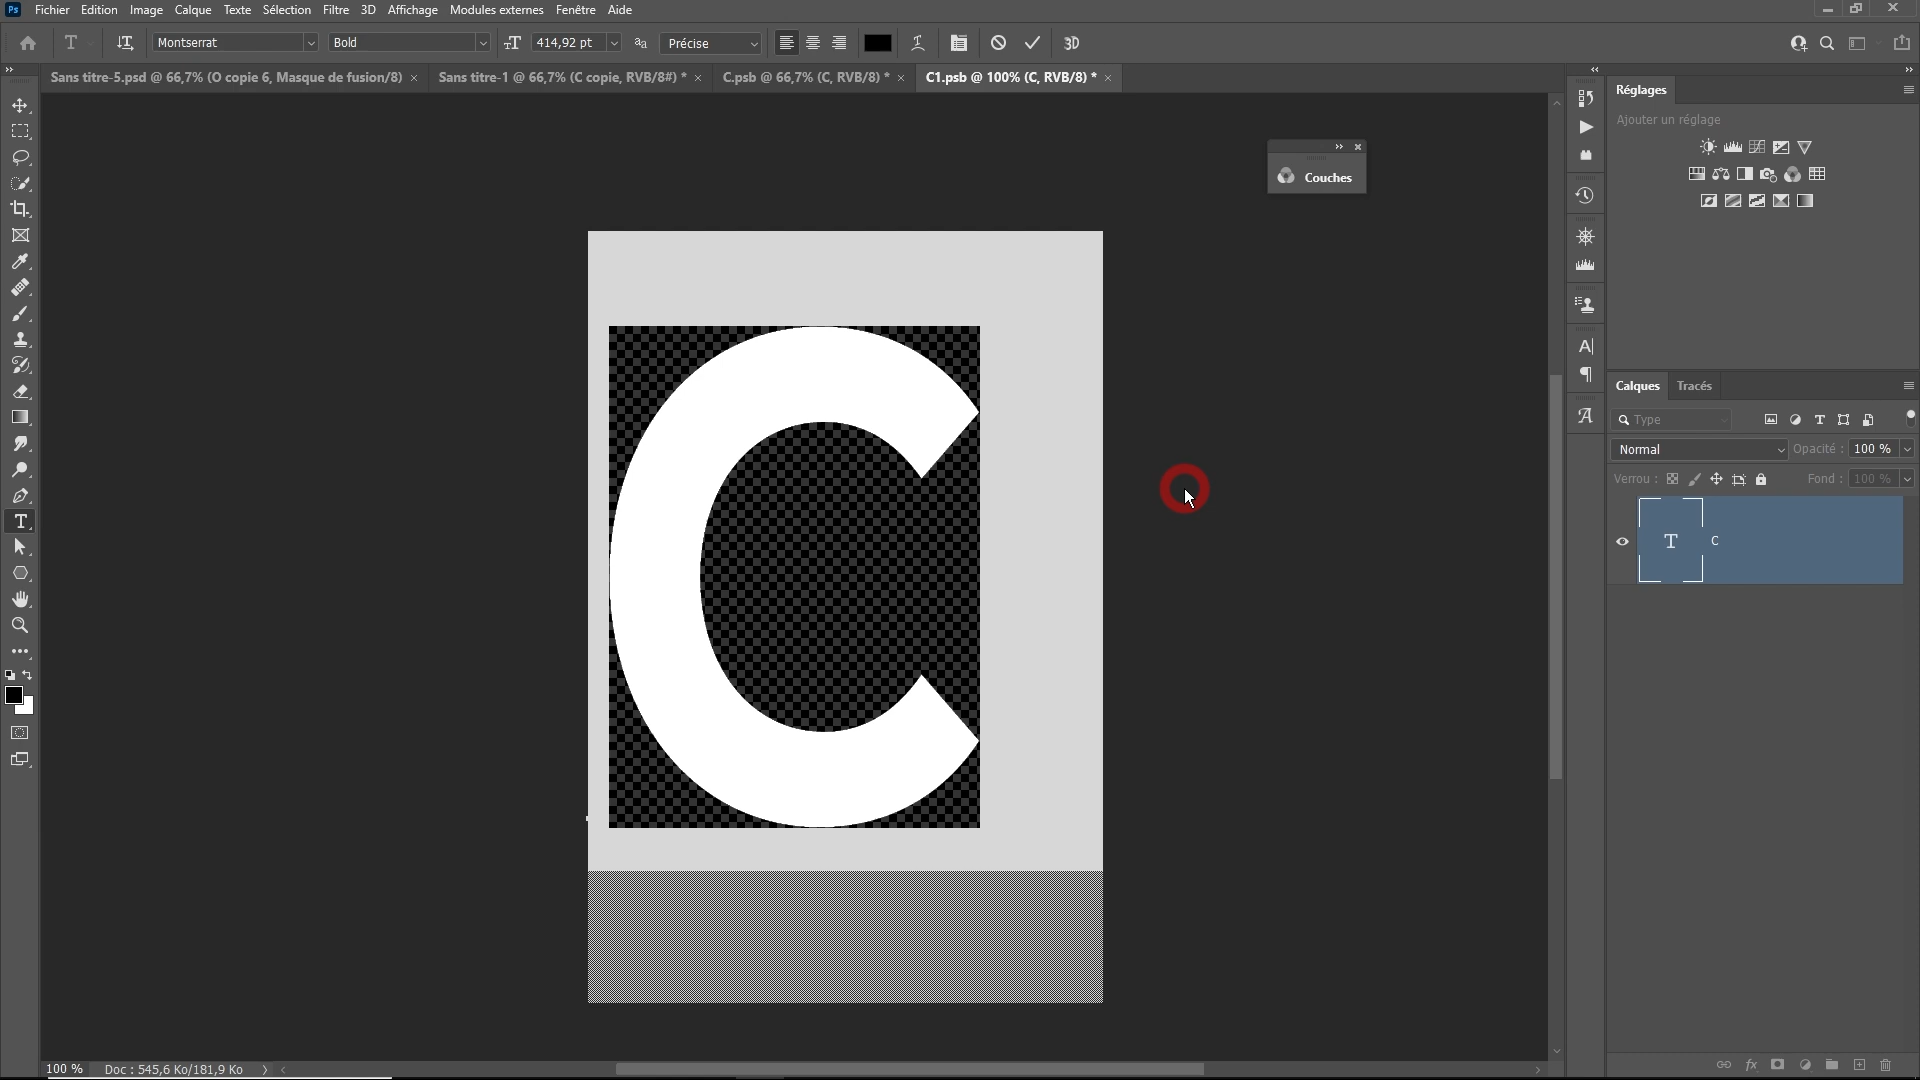 Ps Fichier Edition Image Calque Texte Sélection Filtre 3D Affichage Modules externes Fenêtre Aide
T Montserrat Bold 414,92 pt aa Précise 3D
Sans titre-5.psd @ 66,7% (O copie 6, Masque de fusion/8) × Sans titre-1 @ 66,7% (C copie, RVB/8#) * × C.psb @ 66,7% (C, RVB/8) * × C1.psb @ 100% (C, RVB/8) * ×
Réglages
Ajouter un réglage
Couches
C
Calques Tracés
Type
Normal Opacité : 100 %
Verrou : Fond : 100 %
T C
100 % Doc : 545,6 Ko/181,9 Ko